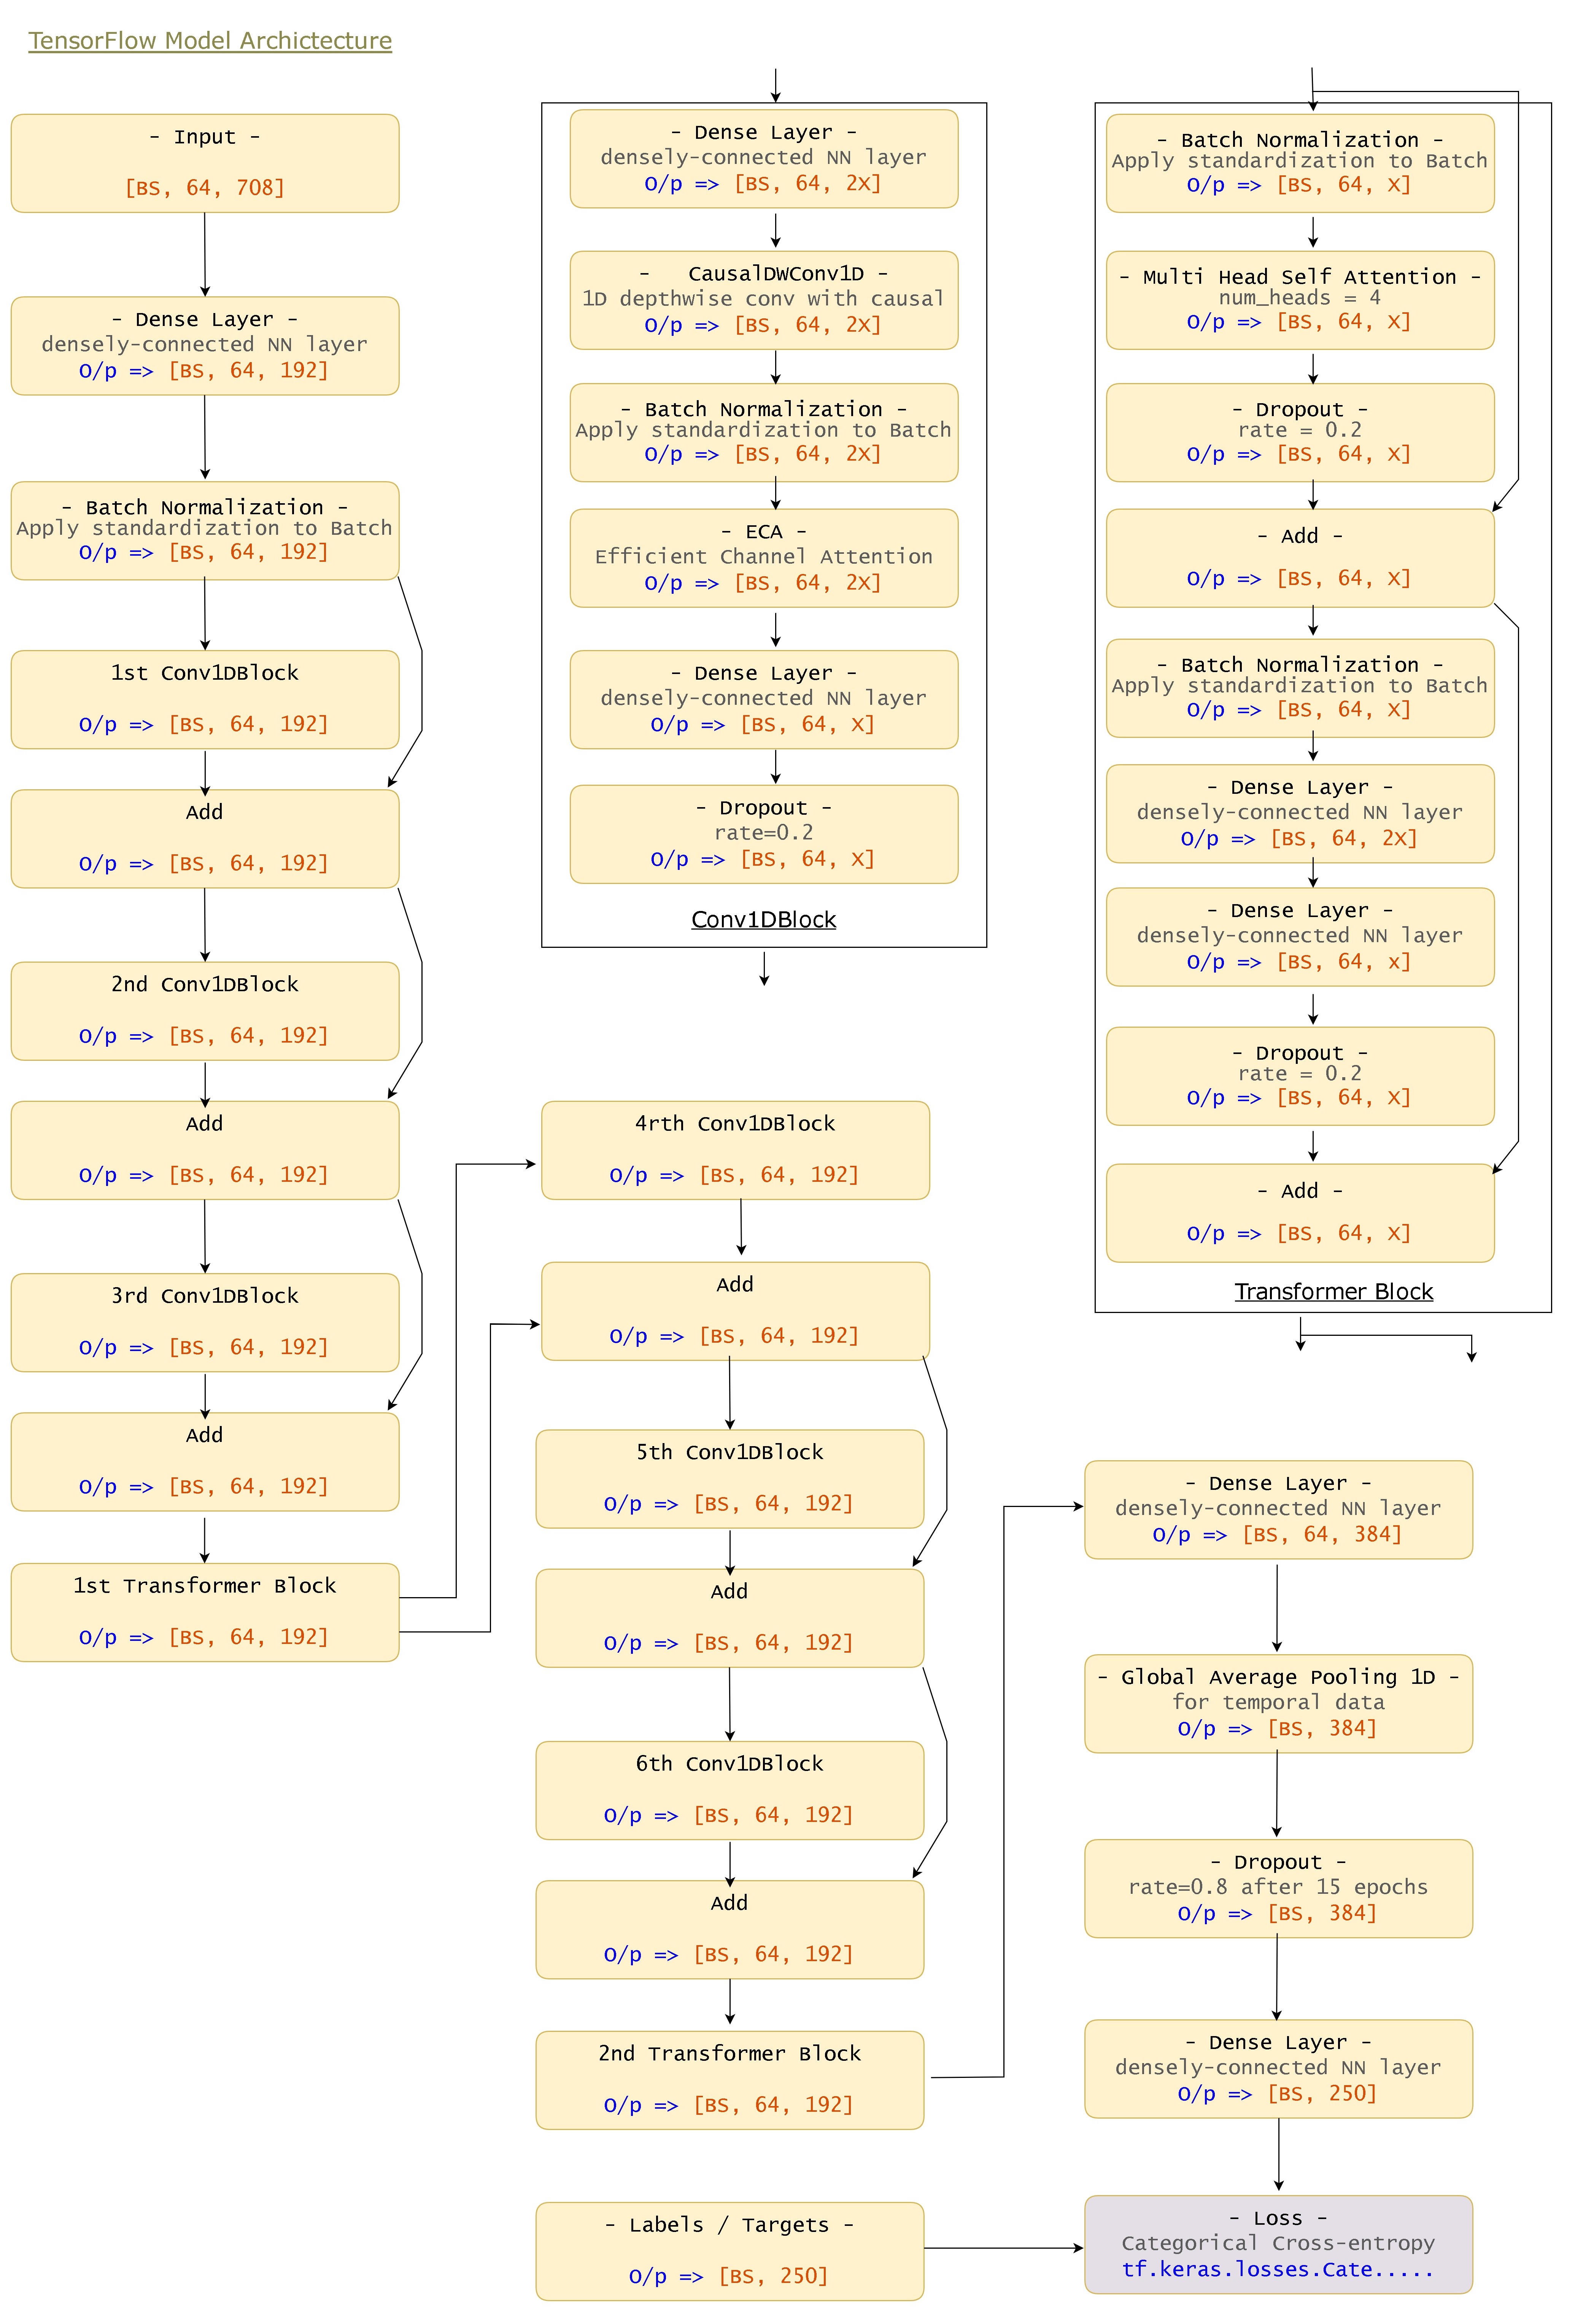 TensorFlow Model Archictecture
- Input -
[BS, 64, 708]
- Dense Layer -
densely-connected NN layer
O/p => [BS, 64, 192]
- Batch Normalization -
Apply standardization to Batch
O/p => [BS, 64, 192]
1st Conv1DBlock
O/p => [BS, 64, 192]
Add
O/p => [BS, 64, 192]
2nd Conv1DBlock
O/p => [BS, 64, 192]
Add
O/p => [BS, 64, 192]
3rd Conv1DBlock
O/p => [BS, 64, 192]
Add
O/p => [BS, 64, 192]
1st Transformer Block
O/p => [BS, 64, 192]
- Dense Layer -
densely-connected NN layer
O/p => [BS, 64, 2X]
- CausalDWConv1D -
1D depthwise conv with causal
O/p => [BS, 64, 2X]
- Batch Normalization -
Apply standardization to Batch
O/p => [BS, 64, 2X]
- ECA -
Efficient Channel Attention
O/p => [BS, 64, 2X]
- Dense Layer -
densely-connected NN layer
O/p => [BS, 64, X]
- Dropout -
rate=0.2
O/p => [BS, 64, X]
Conv1DBlock
4rth Conv1DBlock
O/p => [BS, 64, 192]
Add
O/p => [BS, 64, 192]
5th Conv1DBlock
O/p => [BS, 64, 192]
Add
O/p => [BS, 64, 192]
6th Conv1DBlock
O/p => [BS, 64, 192]
Add
O/p => [BS, 64, 192]
2nd Transformer Block
O/p => [BS, 64, 192]
- Labels / Targets -
O/p => [BS, 250]
- Batch Normalization -
Apply standardization to Batch
O/p => [BS, 64, X]
- Multi Head Self Attention -
num_heads = 4
O/p => [BS, 64, X]
- Dropout -
rate = 0.2
O/p => [BS, 64, X]
- Add -
O/p => [BS, 64, X]
- Batch Normalization -
Apply standardization to Batch
O/p => [BS, 64, X]
- Dense Layer -
densely-connected NN layer
O/p => [BS, 64, 2X]
- Dense Layer -
densely-connected NN layer
O/p => [BS, 64, x]
- Dropout -
rate = 0.2
O/p => [BS, 64, X]
- Add -
O/p => [BS, 64, X]
Transformer Block
- Dense Layer -
densely-connected NN layer
O/p => [BS, 64, 384]
- Global Average Pooling 1D -
for temporal data
O/p => [BS, 384]
- Dropout -
rate=0.8 after 15 epochs
O/p => [BS, 384]
- Dense Layer -
densely-connected NN layer
O/p => [BS, 250]
- Loss -
Categorical Cross-entropy
tf.keras.losses.Cate.....